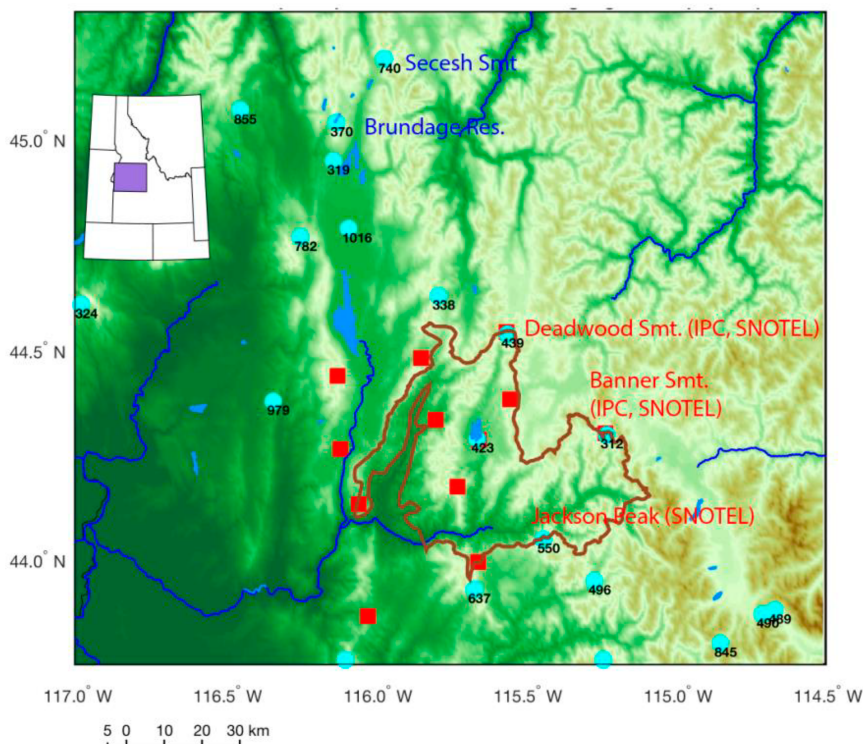 740 Secesh Smt
855
370 Brundage Res.
45.0° N
319
1016
782
338
324
Deadwood Smt. (IPC, SNOTEL)
439
44.5° N
Banner Smt.
(IPC, SNOTEL)
979
312
423
Jackson Peak (SNOTEL)
550
44.0° N
496
637
490 489
845
117.0° W 116.5° W 116.0° W 115.5° W 115.0° W 114.5° W
5 0 10 20 30 km